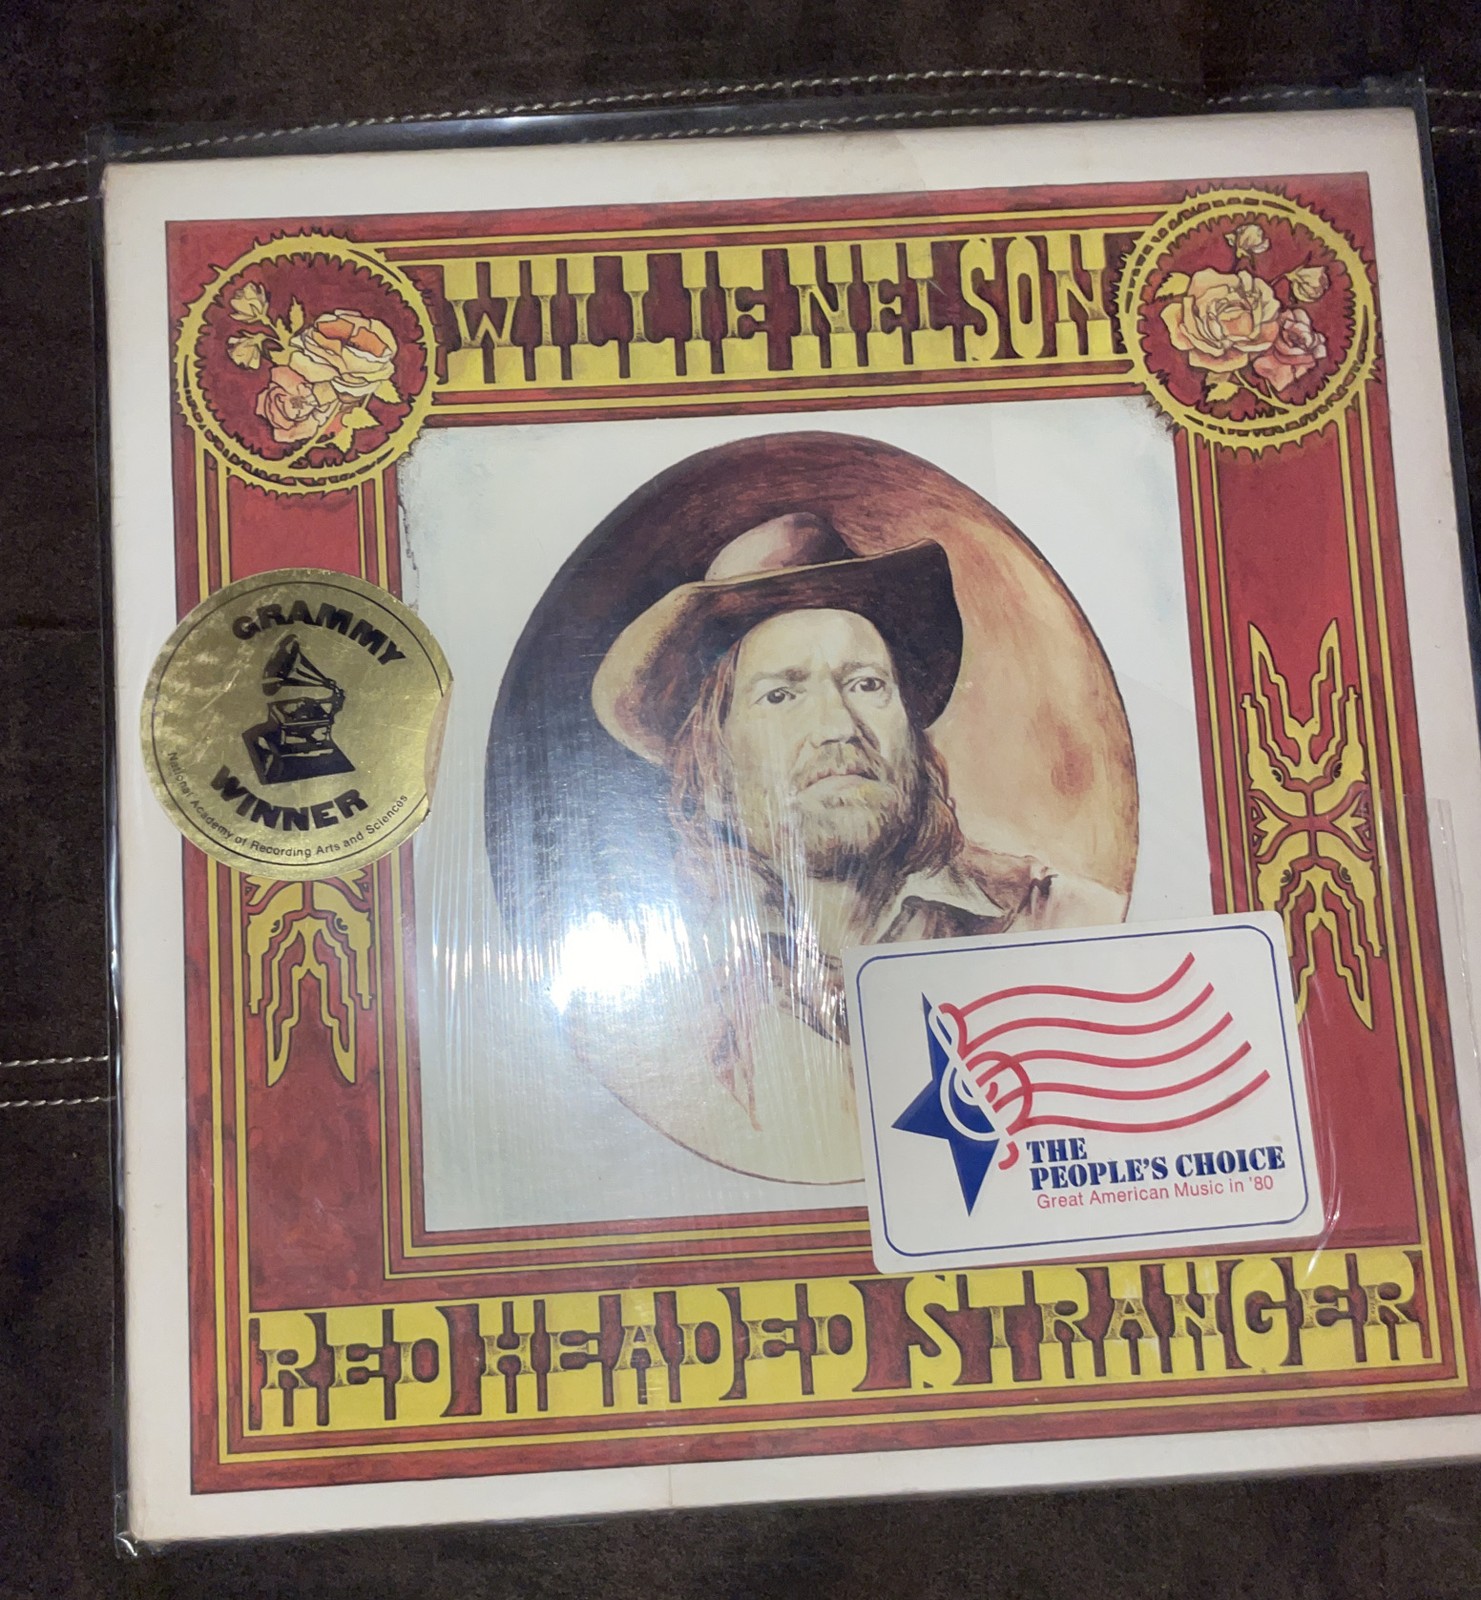 WILLIE NELSON
GRAMMY
WINNER
National Academy of Recording Arts and Sciences
THE
PEOPLE'S CHOICE
Great American Music in '80
RED HEADED STRANGER